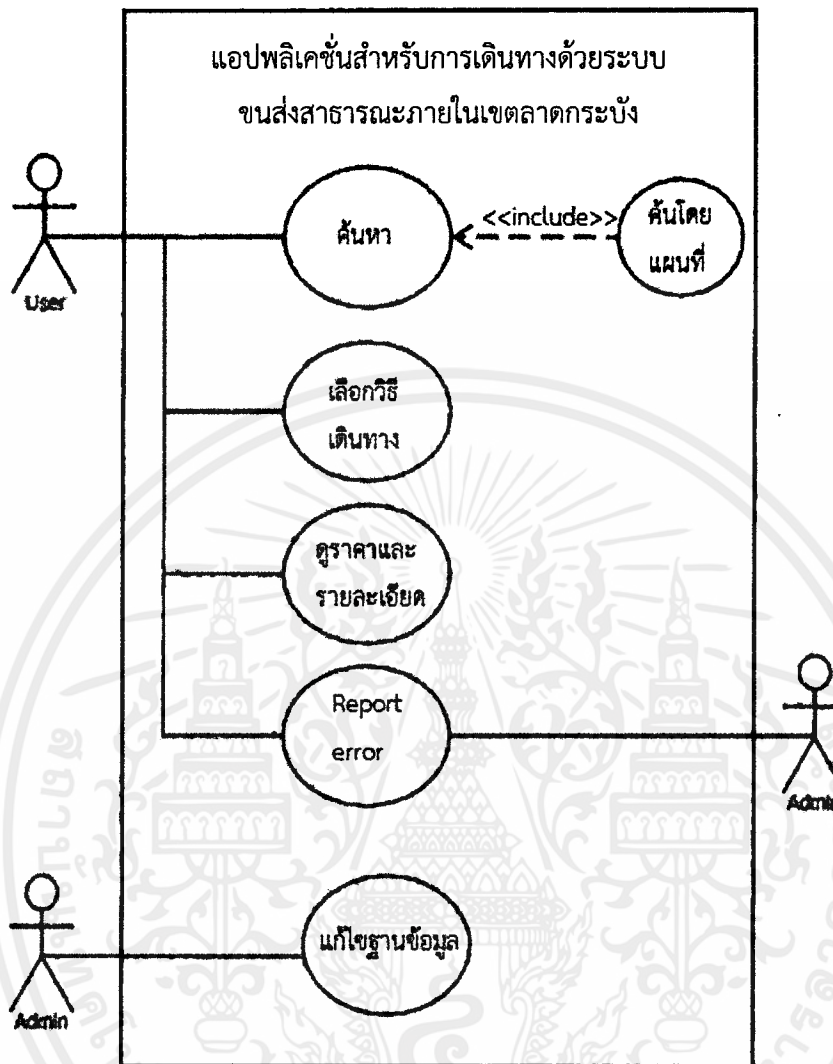 แอปพลิเคชั่นสำหรับการเดินทางด้วยระบบ
ขนส่งสาธารณะภายในเขตลาดกระบัง
User
ค้นหา
<<include>>
ค้นโดย
แผนที่
เลือกวิธี
เดินทาง
ดูราคาและ
รายละเอียด
Report
error
Admin
แก้ไขฐานข้อมูล
Admin